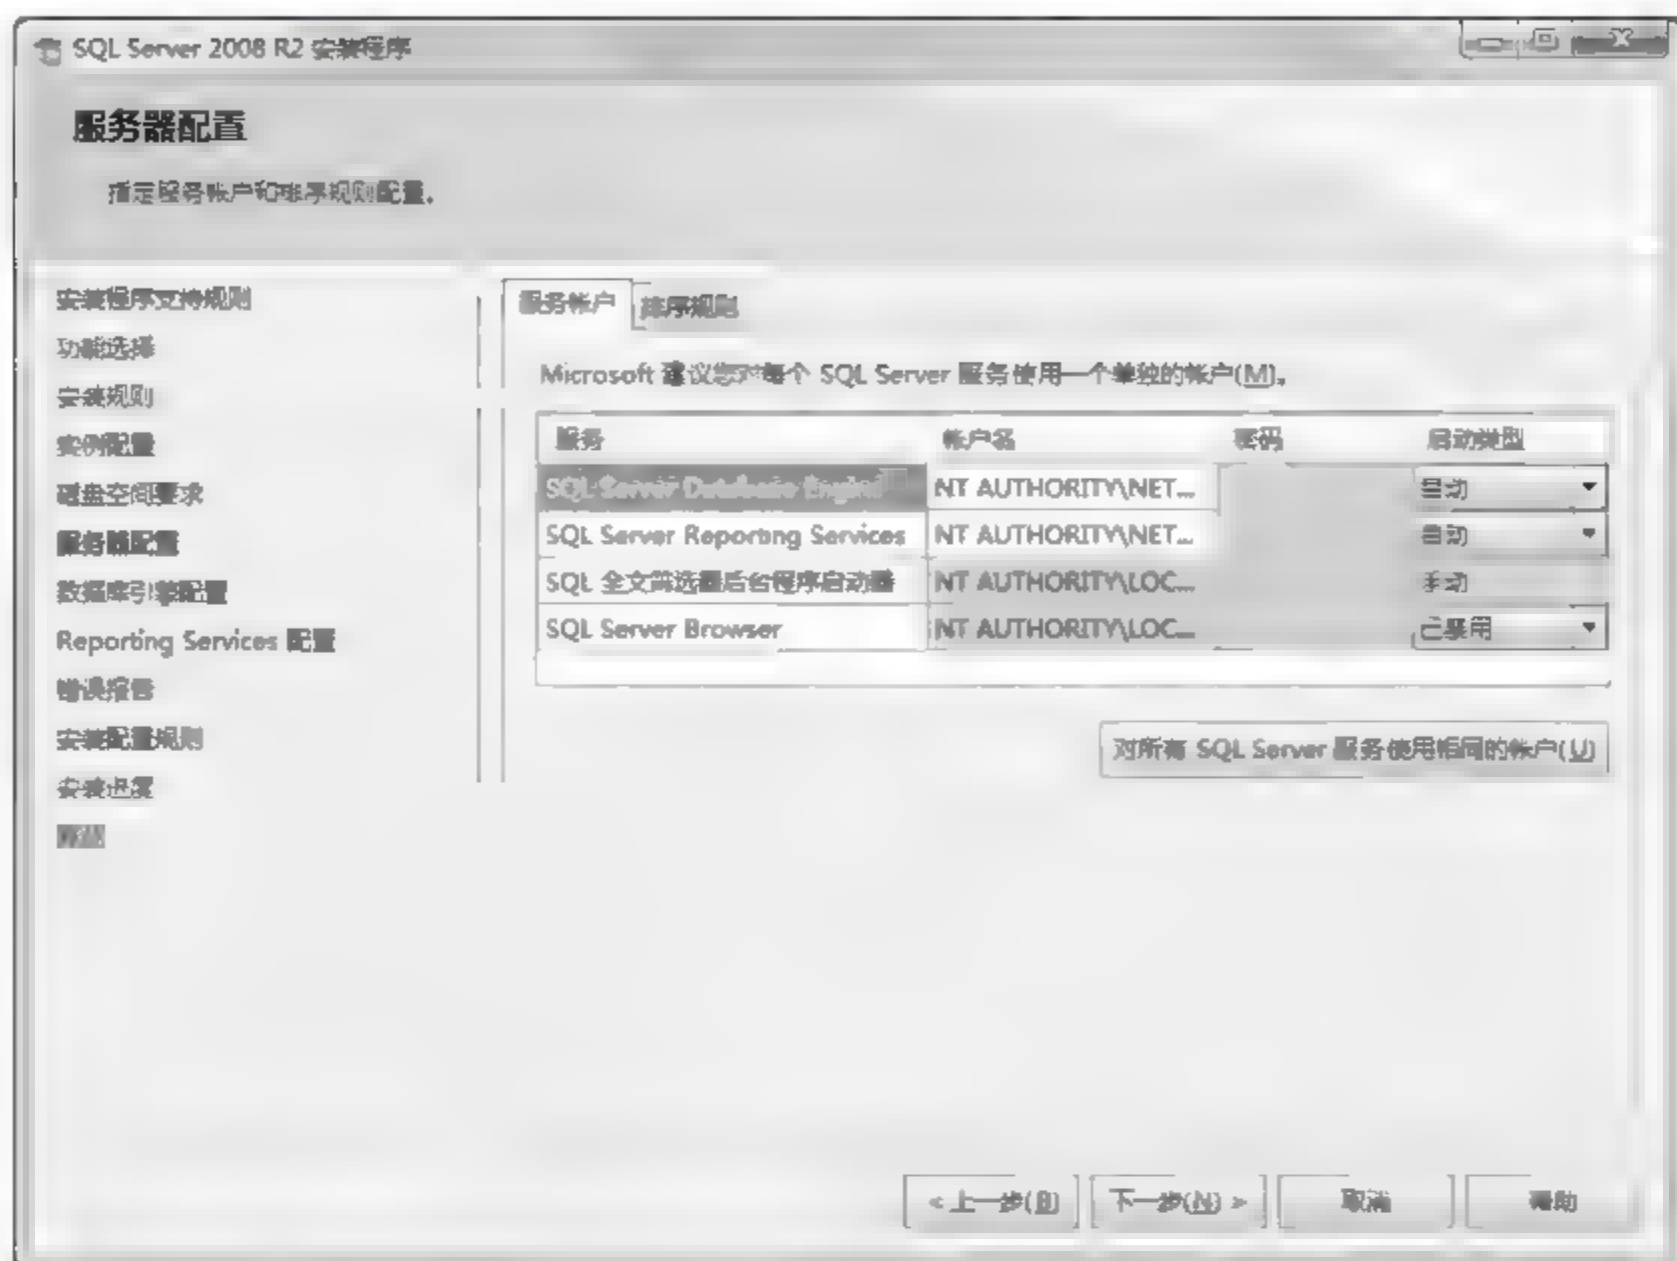 SQL Server 2008 R2 安装程序
服务器配置
指定服务帐户和排序规则配置。
安装程序支持规则
功能选择
安装规则
实例配置
磁盘空间要求
服务器配置
数据库引擎配置
Reporting Services 配置
错误报告
安装配置规则
安装进度
服务帐户
排序规则
Microsoft 建议您对每个 SQL Server 服务使用一个单独的帐户(M)。
服务 帐户名 密码 启动类型
SQL Server Database Engine NT AUTHORITY\NET... 自动
SQL Server Reporting Services NT AUTHORITY\NET... 自动
SQL 全文筛选器后台程序启动器 NT AUTHORITY\LOC... 手动
SQL Server Browser NT AUTHORITY\LOC... 已禁用
对所有 SQL Server 服务使用相同的帐户(U)
< 上一步(B) 下一步(N) > 取消 帮助